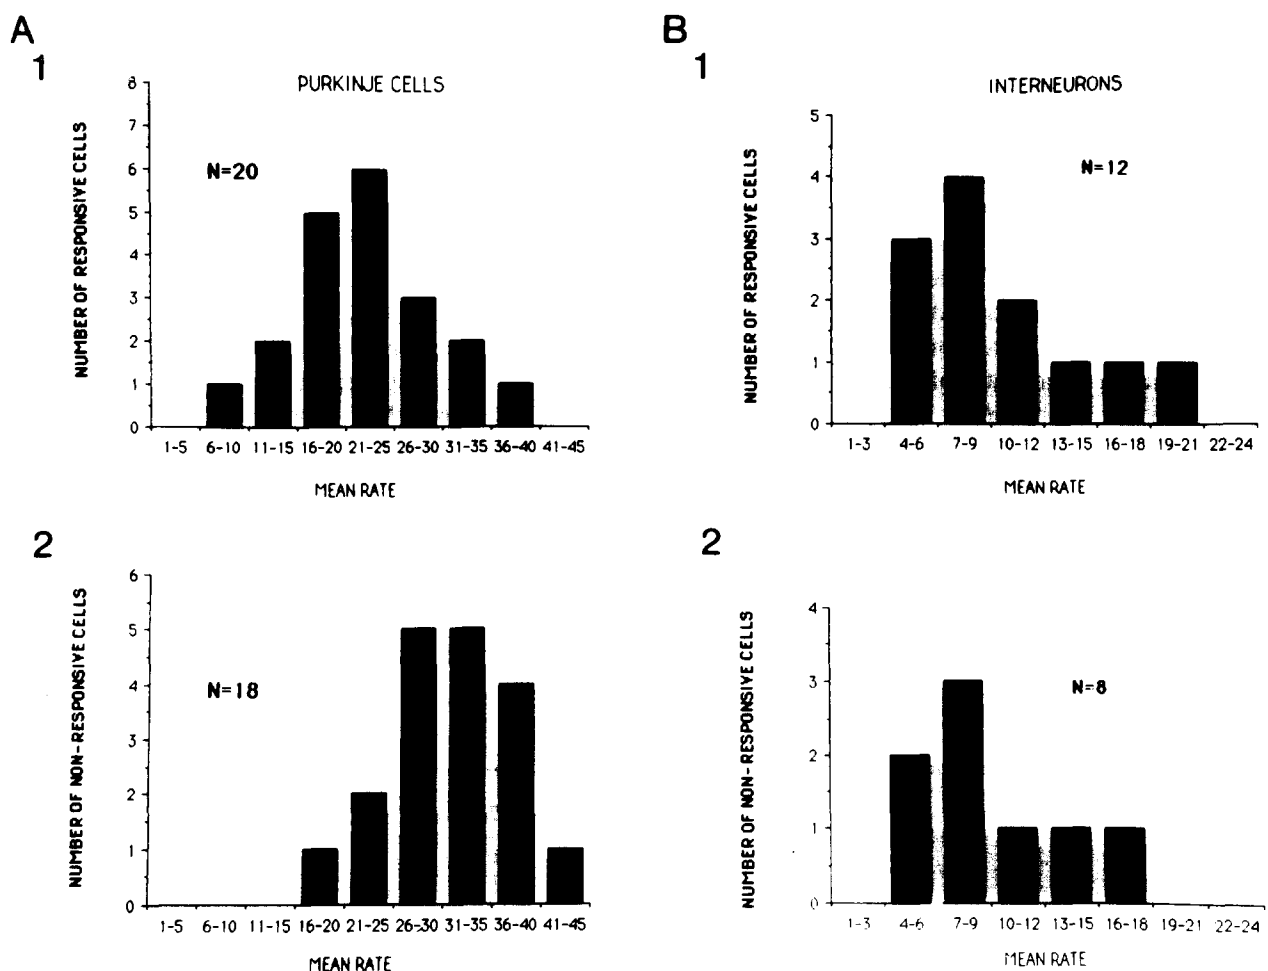 A
1
PURKINJE CELLS
NUMBER OF RESPONSIVE CELLS
8
7
6
5
4
3
2
1
0
N=20
1-5 6-10 11-15 16-20 21-25 26-30 31-35 36-40 41-45
MEAN RATE
B
1
INTERNEURONS
NUMBER OF RESPONSIVE CELLS
5
4
3
2
1
0
N=12
1-3 4-6 7-9 10-12 13-15 16-18 19-21 22-24
MEAN RATE
2
NUMBER OF NON-RESPONSIVE CELLS
6
5
4
3
2
1
0
N=18
1-5 6-10 11-15 16-20 21-25 26-30 31-35 36-40 41-45
MEAN RATE
2
NUMBER OF NON-RESPONSIVE CELLS
4
3
2
1
0
N=8
1-3 4-6 7-9 10-12 13-15 16-18 19-21 22-24
MEAN RATE